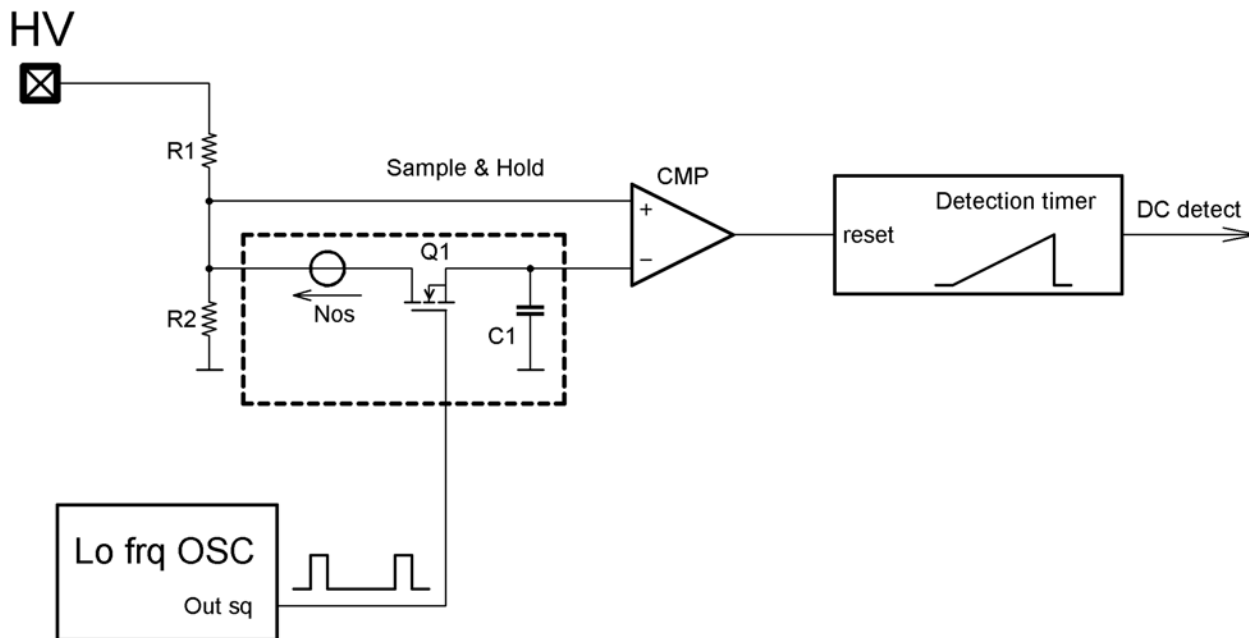 HV
R1
Sample & Hold
CMP
+
Detection timer
DC detect
reset
Q1
−
Nos
R2
C1
Lo frq OSC
Out sq